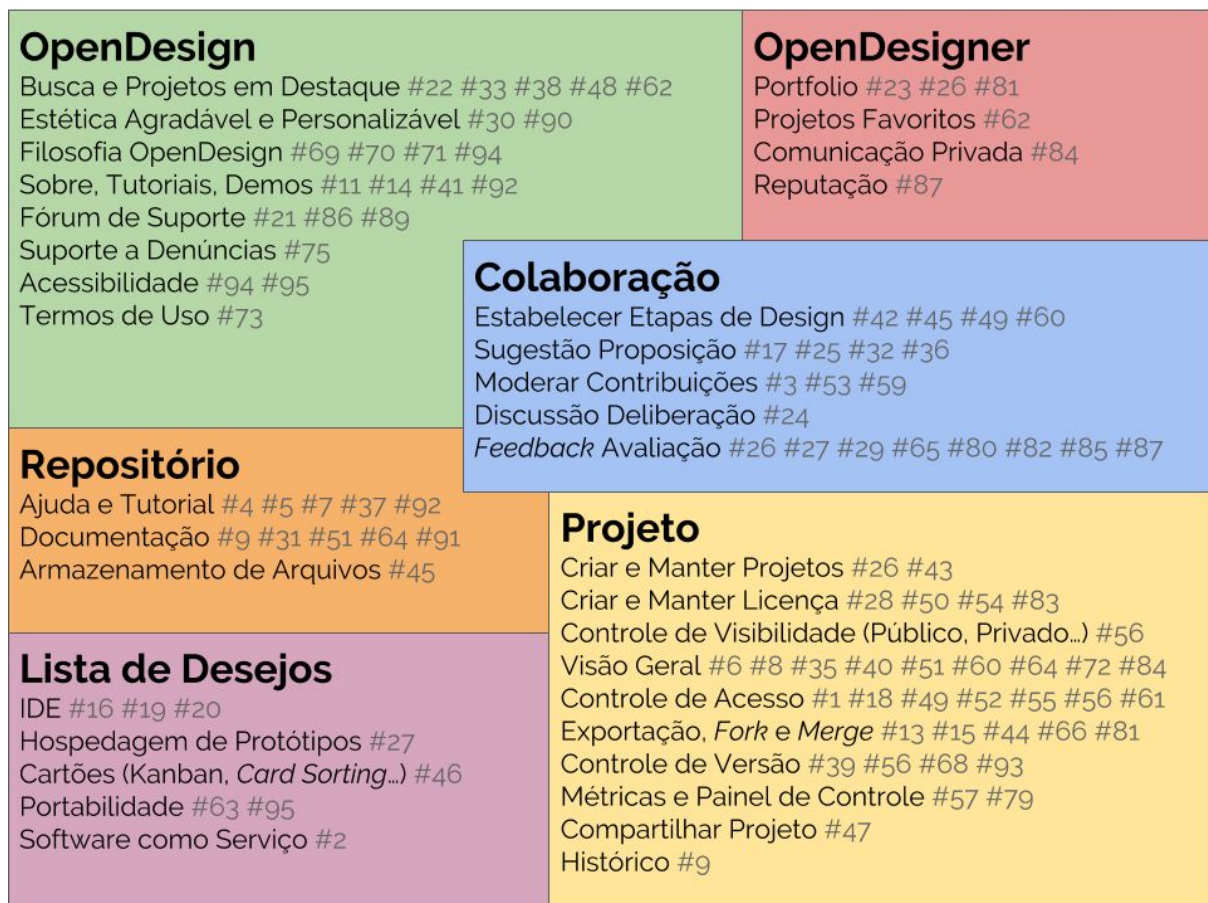 OpenDesign
Busca e Projetos em Destaque #22 #33 #38 #48 #62
Estética Agradável e Personalizável #30 #90
Filosofia OpenDesign #69 #70 #71 #94
Sobre, Tutoriais, Demos #11 #14 #41 #92
Fórum de Suporte #21 #86 #89
Suporte a Denúncias #75
Acessibilidade #94 #95
Termos de Uso #73
OpenDesigner
Portfolio #23 #26 #81
Projetos Favoritos #62
Comunicação Privada #84
Reputação #87
Colaboração
Estabelecer Etapas de Design #42 #45 #49 #60
Sugestão Proposição #17 #25 #32 #36
Moderar Contribuições #3 #53 #59
Discussão Deliberação #24
Feedback Avaliação #26 #27 #29 #65 #80 #82 #85 #87
Repositório
Ajuda e Tutorial #4 #5 #7 #37 #92
Documentação #9 #31 #51 #64 #91
Armazenamento de Arquivos #45
Projeto
Criar e Manter Projetos #26 #43
Criar e Manter Licença #28 #50 #54 #83
Controle de Visibilidade (Público, Privado…) #56
Visão Geral #6 #8 #35 #40 #51 #60 #64 #72 #84
Controle de Acesso #1 #18 #49 #52 #55 #56 #61
Exportação, Fork e Merge #13 #15 #44 #66 #81
Controle de Versão #39 #56 #68 #93
Métricas e Painel de Controle #57 #79
Compartilhar Projeto #47
Histórico #9
Lista de Desejos
IDE #16 #19 #20
Hospedagem de Protótipos #27
Cartões (Kanban, Card Sorting…) #46
Portabilidade #63 #95
Software como Serviço #2